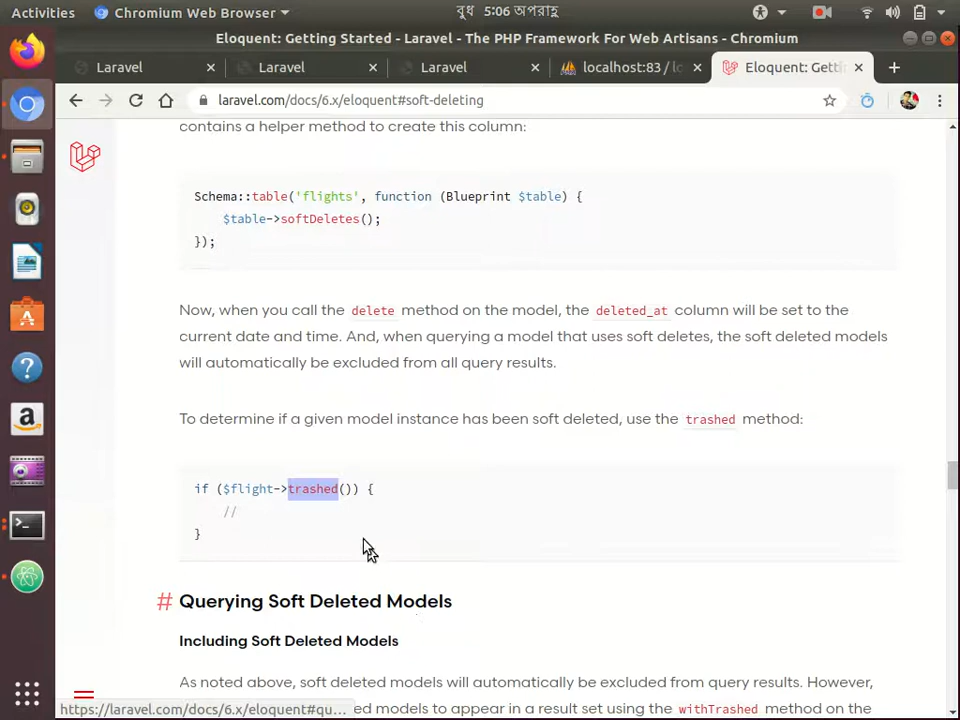 Activities
Chromium Web Browser
বুধ 5:06 অপরাহ্ণ
Eloquent: Getting Started - Laravel - The PHP Framework For Web Artisans - Chromium
Laravel
Laravel
Laravel
localhost:83 / lo
Eloquent: Getti
laravel.com/docs/6.x/eloquent#soft-deleting
contains a helper method to create this column:
Schema::table('flights', function (Blueprint $table) {
$table->softDeletes();
});
Now, when you call the delete method on the model, the deleted_at column will be set to the
current date and time. And, when querying a model that uses soft deletes, the soft deleted models
will automatically be excluded from all query results.
To determine if a given model instance has been soft deleted, use the trashed method:
if ($flight->trashed()) {
//
}
# Querying Soft Deleted Models
Including Soft Deleted Models
As noted above, soft deleted models will automatically be excluded from query results. However,
ed models to appear in a result set using the withTrashed method on the
https://laravel.com/docs/6.x/eloquent#qu...